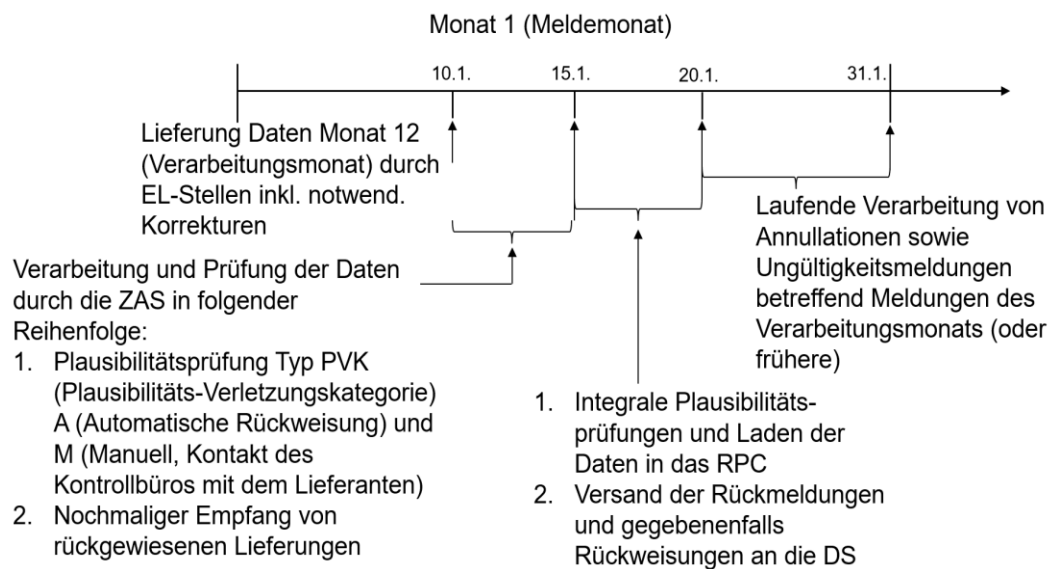 Monat 1 (Meldemonat)
10.1.
15.1.
20.1.
31.1.
Lieferung Daten Monat 12
(Verarbeitungsmonat) durch
EL-Stellen inkl. notwend.
Korrekturen
Verarbeitung und Prüfung der Daten
durch die ZAS in folgender
Reihenfolge:
1. Plausibilitätsprüfung Typ PVK
(Plausibilitäts-Verletzungskategorie)
A (Automatische Rückweisung) und
M (Manuell, Kontakt des
Kontrollbüros mit dem Lieferanten)
2. Nochmaliger Empfang von
rückgewiesenen Lieferungen
1. Integrale Plausibilitäts-
prüfungen und Laden der
Daten in das RPC
2. Versand der Rückmeldungen
und gegebenenfalls
Rückweisungen an die DS
Laufende Verarbeitung von
Annullationen sowie
Ungültigkeitsmeldungen
betreffend Meldungen des
Verarbeitungsmonats (oder
frühere)